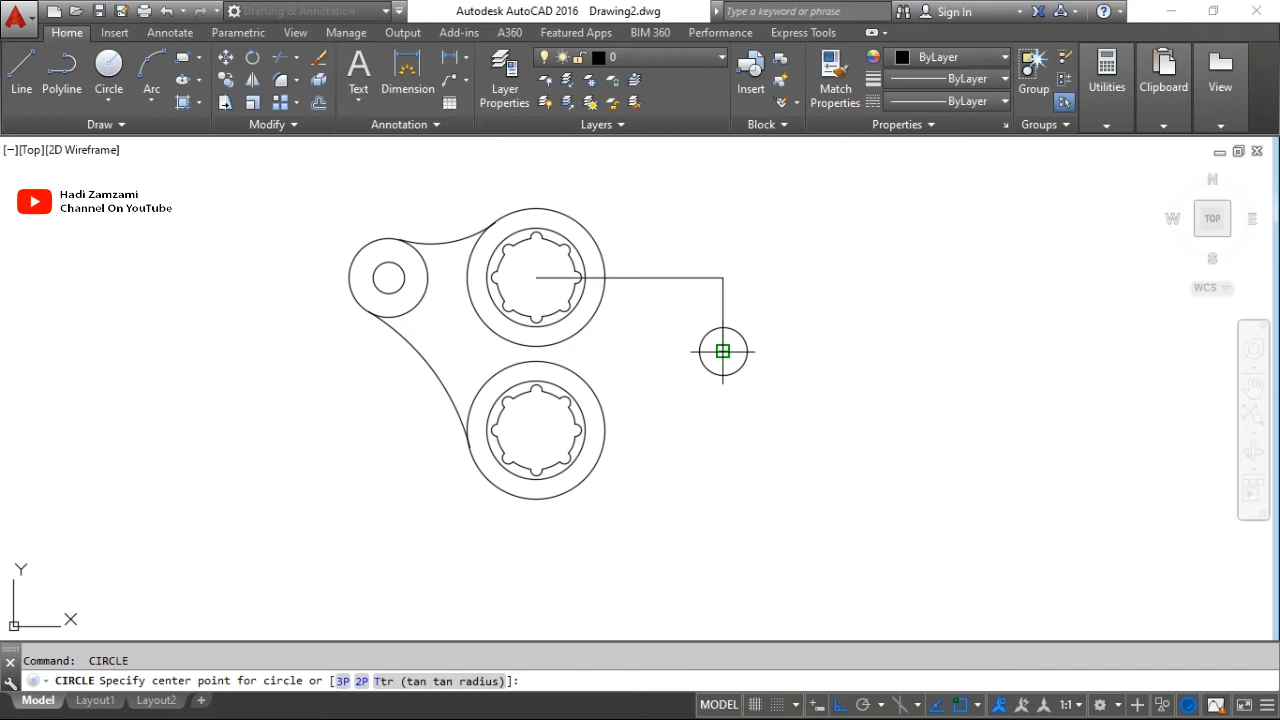 Drafting & Annotation
Autodesk AutoCAD 2016 Drawing2.dwg
Type a keyword or phrase
Sign In
Home Insert Annotate Parametric View Manage Output Add-ins A360 Featured Apps BIM 360 Performance Express Tools
0
ByLayer
ByLayer
ByLayer
Line Polyline Circle Arc
Text Dimension
Layer Properties
Insert
Match Properties
Group
Utilities
Clipboard
View
Draw Modify Annotation Layers Block Properties Groups
[−][Top][2D Wireframe]
Hadi Zamzami
Channel On YouTube
N
W TOP E
S
WCS
Y
X
Command: CIRCLE
CIRCLE Specify center point for circle or [3P 2P Ttr (tan tan radius)]:
Model Layout1 Layout2 +
MODEL
1:1